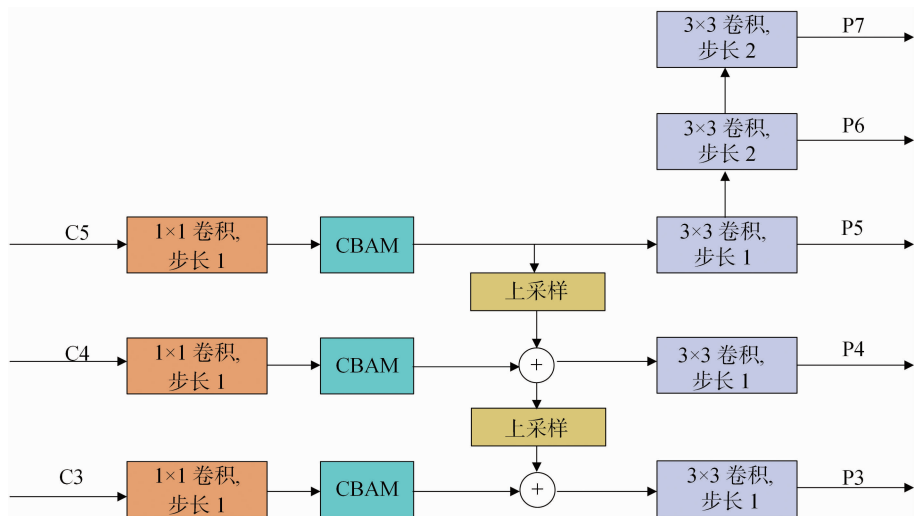 3×3 卷积,
步长 2
P7
3×3 卷积,
步长 2
P6
C5
1×1 卷积,
步长 1
CBAM
3×3 卷积,
步长 1
P5
上采样
C4
1×1 卷积,
步长 1
CBAM
+
3×3 卷积,
步长 1
P4
上采样
C3
1×1 卷积,
步长 1
CBAM
+
3×3 卷积,
步长 1
P3